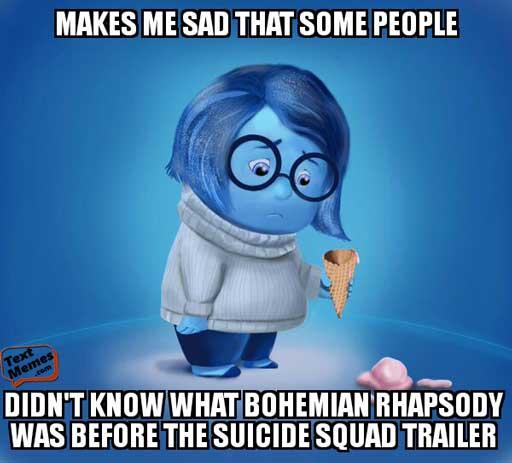 MAKES ME SAD THAT SOME PEOPLE
Text
Memes
.com
DIDN'T KNOW WHAT BOHEMIAN RHAPSODY
WAS BEFORE THE SUICIDE SQUAD TRAILER